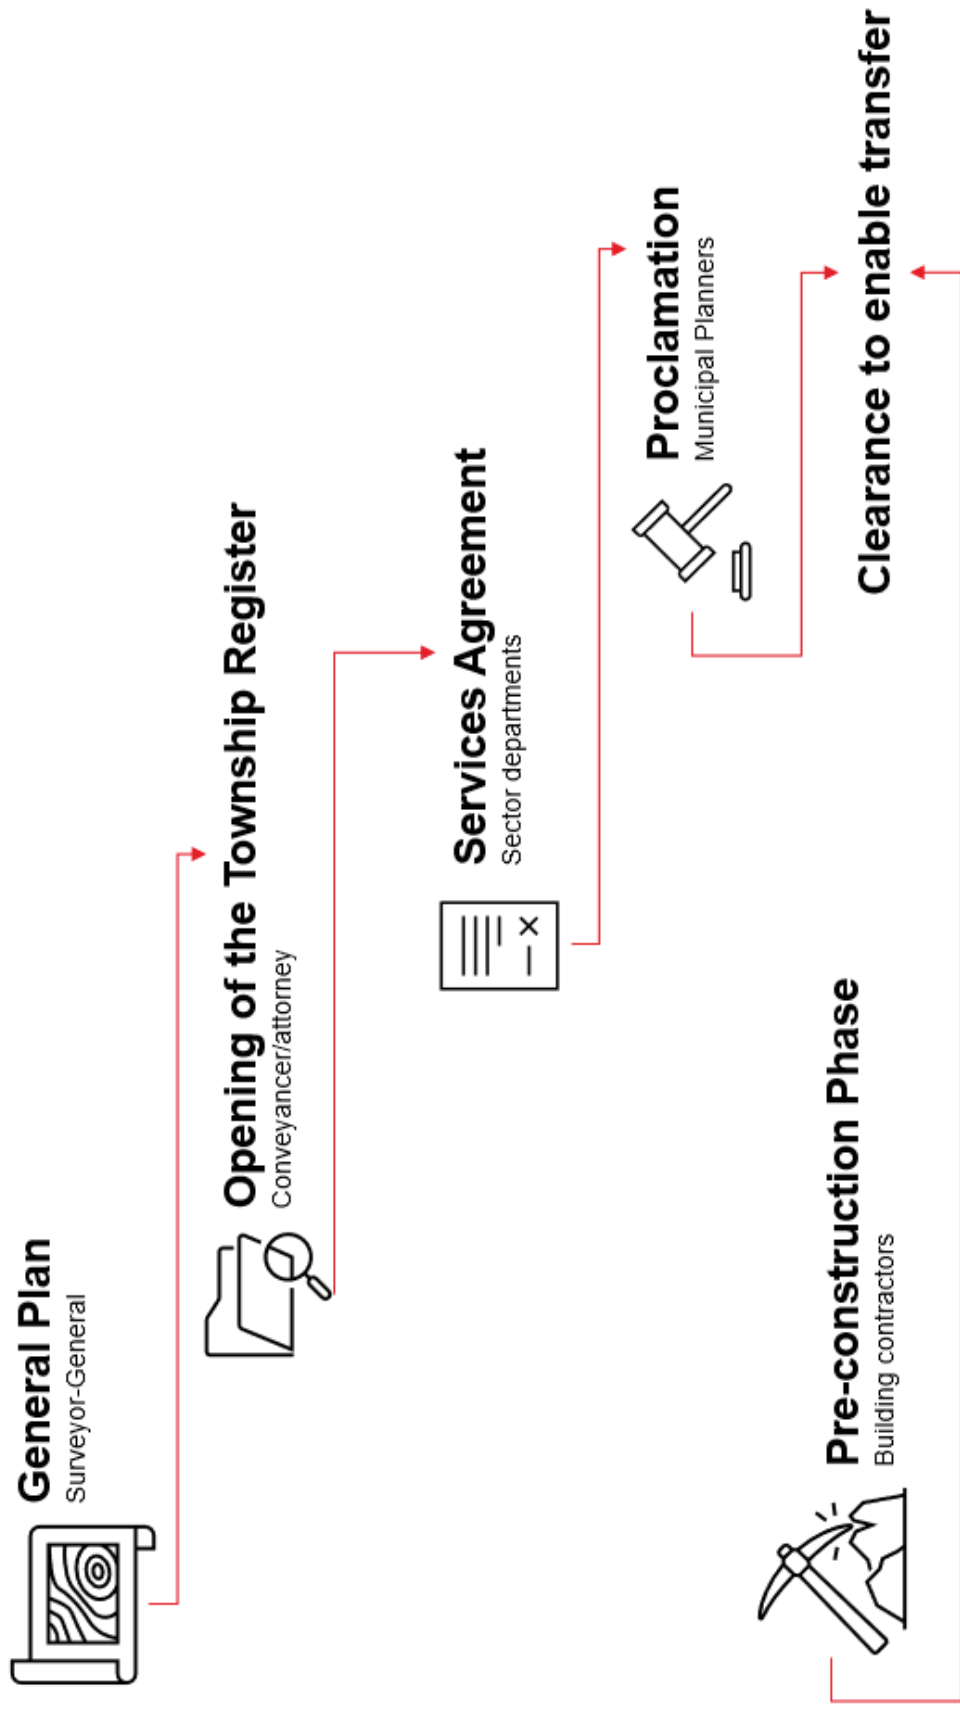 General Plan
Surveyor-General
Opening of the Township Register
Conveyancer/attorney
Services Agreement
Sector departments
Proclamation
Municipal Planners
Pre-construction Phase
Building contractors
Clearance to enable transfer